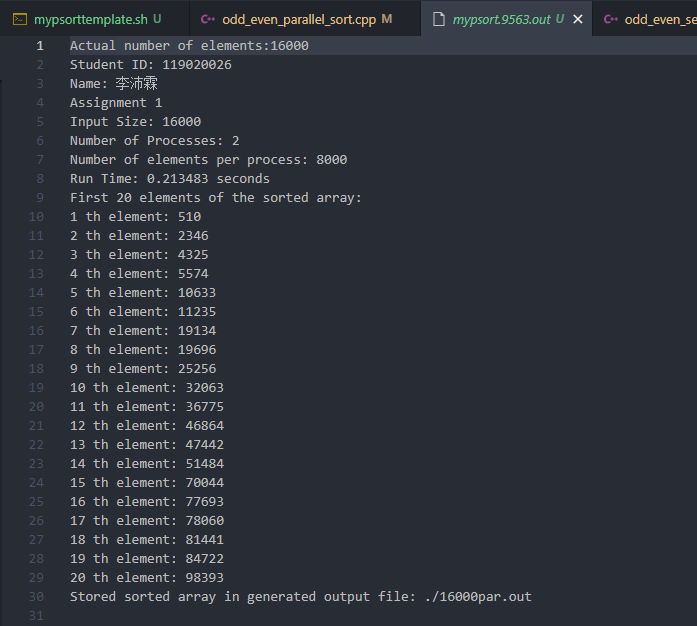 mypsorttemplate.sh U
odd_even_parallel_sort.cpp M
mypsort.9563.out U
odd_even_se
1 Actual number of elements:16000
2 Student ID: 119020026
3 Name: 李沛霖
4 Assignment 1
5 Input Size: 16000
6 Number of Processes: 2
7 Number of elements per process: 8000
8 Run Time: 0.213483 seconds
9 First 20 elements of the sorted array:
10 1 th element: 510
11 2 th element: 2346
12 3 th element: 4325
13 4 th element: 5574
14 5 th element: 10633
15 6 th element: 11235
16 7 th element: 19134
17 8 th element: 19696
18 9 th element: 25256
19 10 th element: 32063
20 11 th element: 36775
21 12 th element: 46864
22 13 th element: 47442
23 14 th element: 51484
24 15 th element: 70044
25 16 th element: 77693
26 17 th element: 78060
27 18 th element: 81441
28 19 th element: 84722
29 20 th element: 98393
30 Stored sorted array in generated output file: ./16000par.out
31